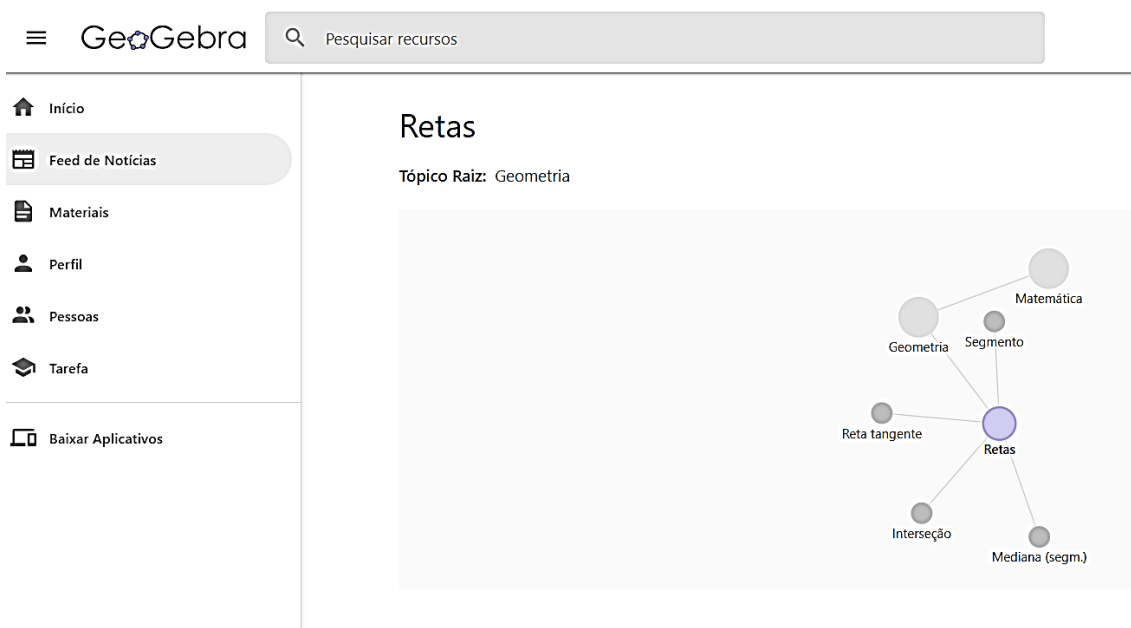 GeoGebra
Pesquisar recursos
Início
Feed de Notícias
Materiais
Perfil
Pessoas
Tarefa
Baixar Aplicativos
Retas
Tópico Raiz: Geometria
Matemática
Geometria
Segmento
Reta tangente
Retas
Interseção
Mediana (segm.)